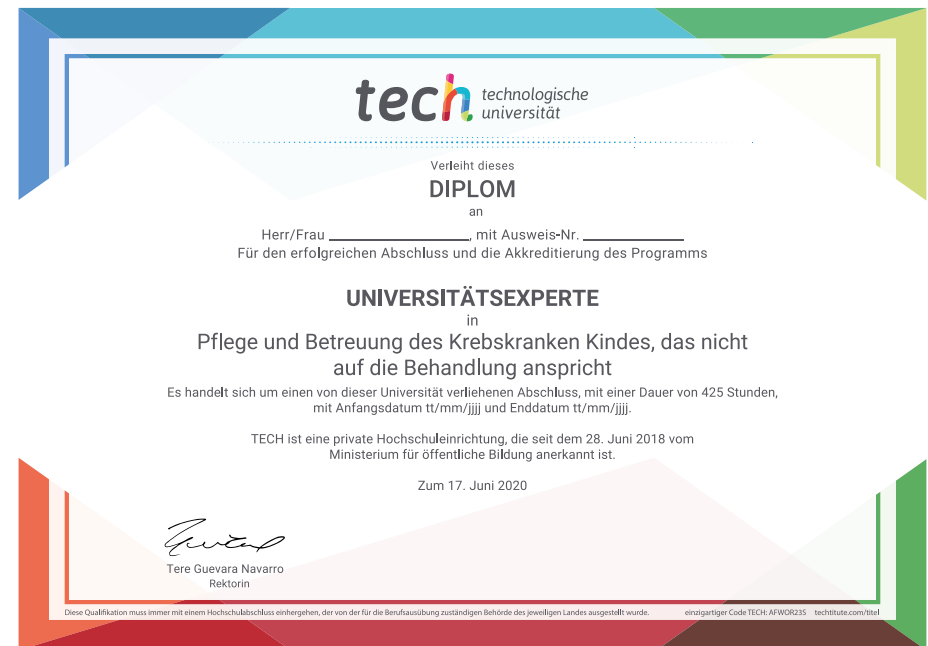 tech technologische
universität
Verleiht dieses
DIPLOM
an
Herr/Frau ____________________, mit Ausweis-Nr. ______________
Für den erfolgreichen Abschluss und die Akkreditierung des Programms
UNIVERSITÄTSEXPERTE
in
Pflege und Betreuung des Krebskranken Kindes, das nicht
auf die Behandlung anspricht
Es handelt sich um einen von dieser Universität verliehenen Abschluss, mit einer Dauer von 425 Stunden,
mit Anfangsdatum tt/mm/jjjj und Enddatum tt/mm/jjjj.
TECH ist eine private Hochschuleinrichtung, die seit dem 28. Juni 2018 vom
Ministerium für öffentliche Bildung anerkannt ist.
Zum 17. Juni 2020
Tere Guevara Navarro
Rektorin
Diese Qualifikation muss immer mit einem Hochschulabschluss einhergehen, der von der für die Berufsausübung zuständigen Behörde des jeweiligen Landes ausgestellt wurde. einzigartiger Code TECH: AFWOR23S techtitute.com/titel